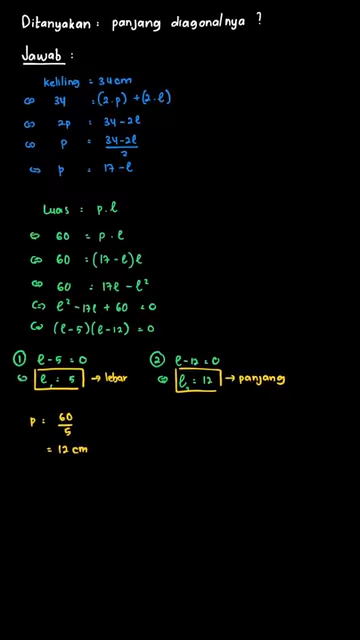 Ditanyakan : panjang diagonalnya ?
Jawab :
Keliling = 34 cm
⇔ 34 = (2.p) + (2.ℓ)
⇔ 2p = 34 - 2ℓ
⇔ p = \frac{34-2ℓ}{2}
⇔ p = 17 - ℓ
Luas = p.ℓ
⇔ 60 = p.ℓ
⇔ 60 = (17 - ℓ)ℓ
⇔ 60 = 17ℓ - ℓ²
⇔ ℓ² - 17ℓ + 60 = 0
⇔ (ℓ-5)(ℓ-12) = 0
① ℓ-5 = 0
⇔ ℓ₁ = 5 → lebar
② ℓ-12 = 0
⇔ ℓ₂ = 12 → panjang
p = \frac{60}{5}
= 12 cm